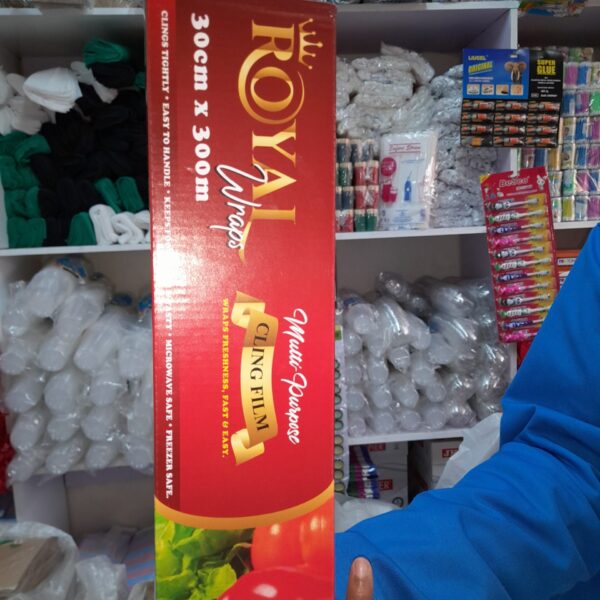 ROYAL
Wraps
30cm x 300m
CLINGS TIGHTLY • EASY TO HANDLE •
MICROWAVE SAFE • FREEZER SAFE.
Multi-Purpose
CLING FILM
WRAPS FRESHNESS, FAST & EASY.
ORIGINAL
SUPER
GLUE